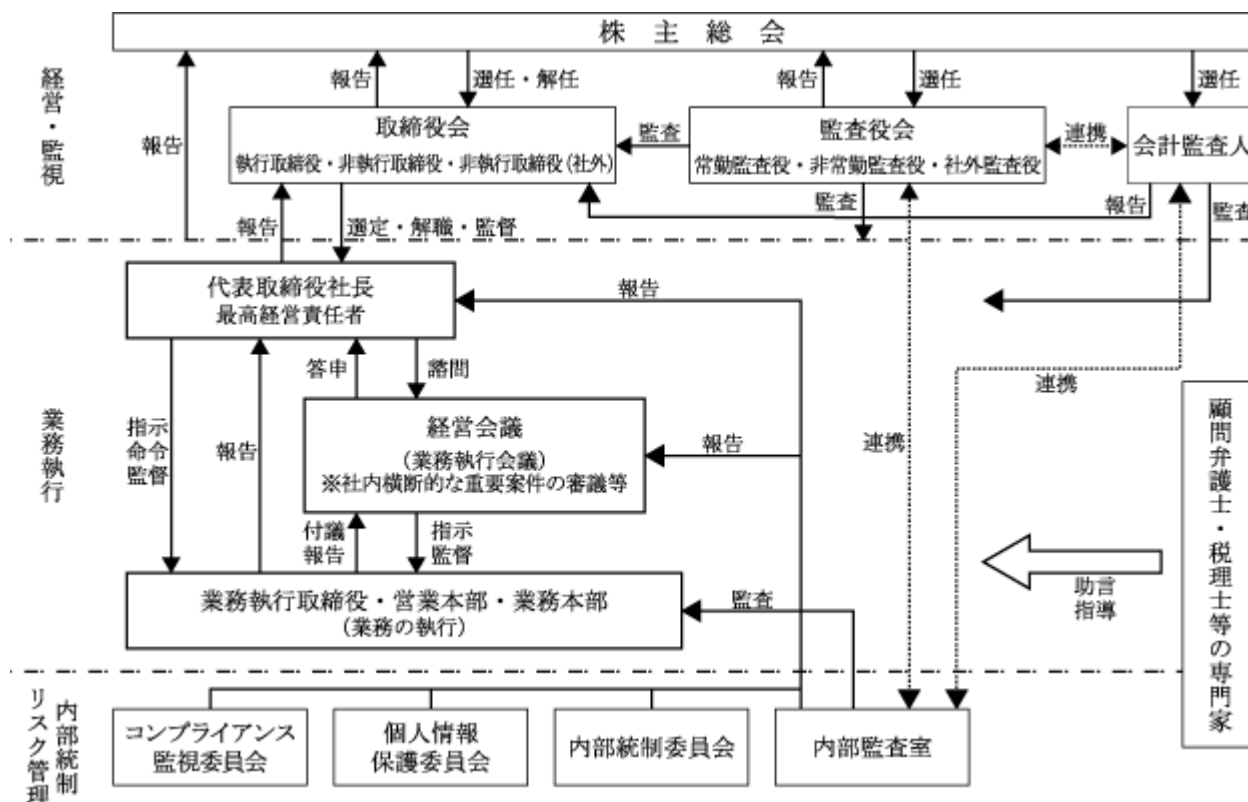 株主総会
経営・監視
報告
報告
選任・解任
報告
選任
選任
取締役会
執行取締役・非執行取締役・非執行取締役(社外)
監査
監査役会
常勤監査役・非常勤監査役・社外監査役
連携
会計監査人
報告
選定・解職・監督
監査
報告
監査
業務執行
代表取締役社長
最高経営責任者
報告
答申
諮問
連携
指示
命令
監督
報告
経営会議
(業務執行会議)
※社内横断的な重要案件の審議等
報告
連携
付議
報告
指示
監督
業務執行取締役・営業本部・業務本部
(業務の執行)
監査
助言
指導
顧問弁護士・税理士等の専門家
内部統制
リスク管理
コンプライアンス
監視委員会
個人情報
保護委員会
内部統制委員会
内部監査室